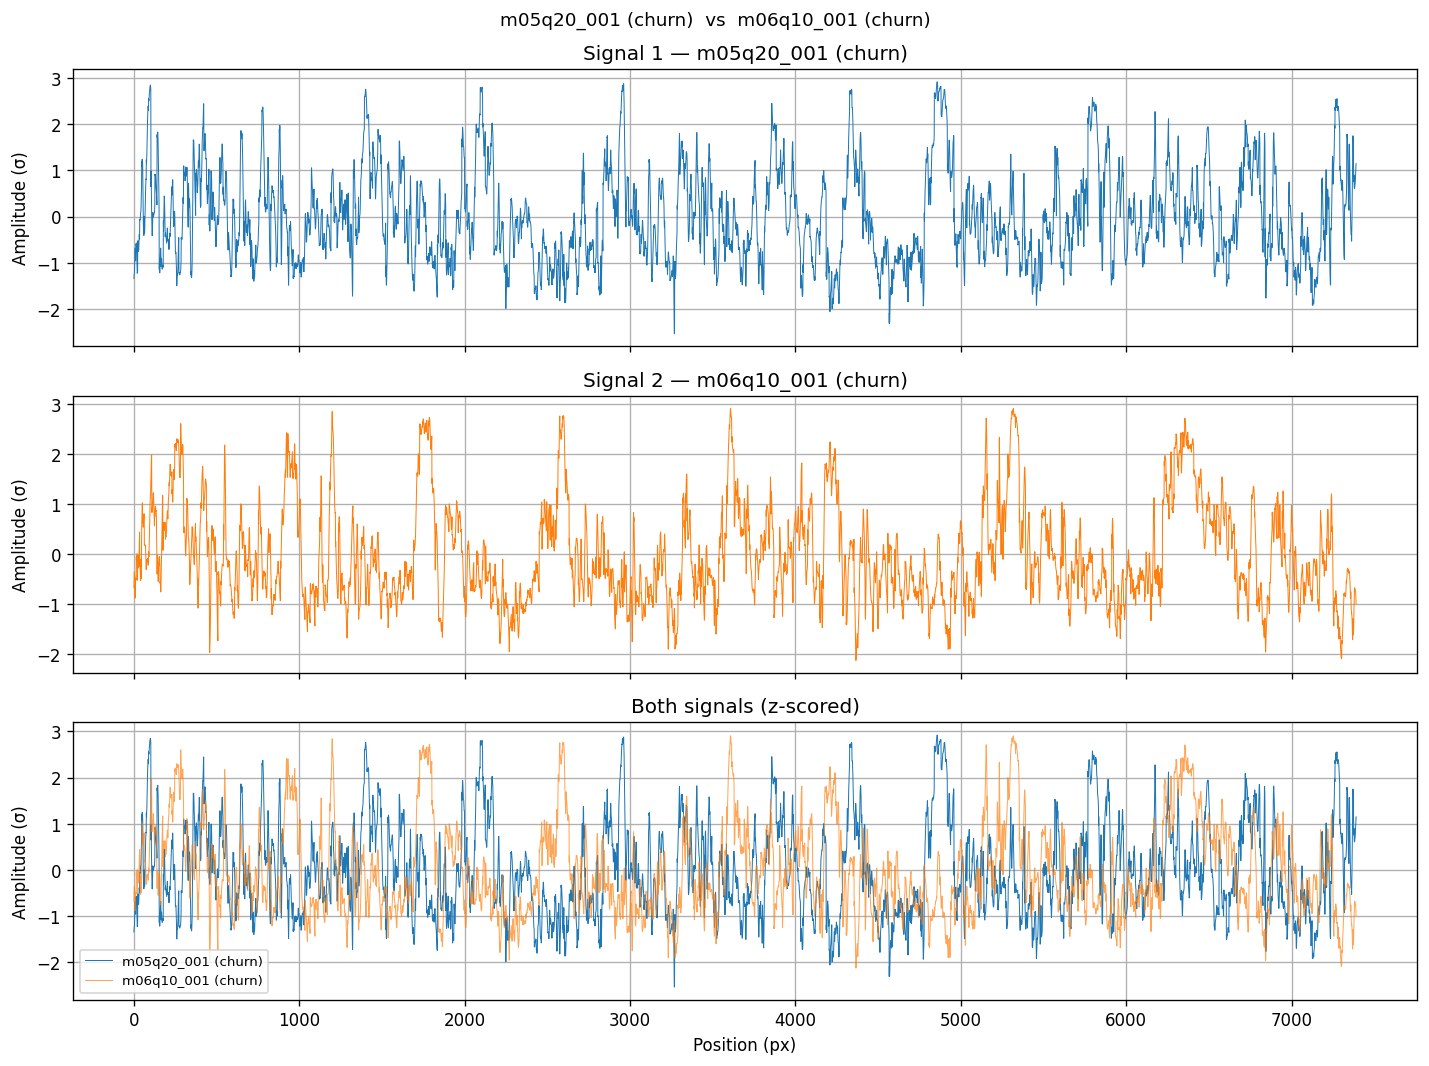 m05q20_001 (churn)  vs  m06q10_001 (churn)
Signal 1 — m05q20_001 (churn)
Amplitude (σ)
3
2
1
0
−1
−2
Signal 2 — m06q10_001 (churn)
Amplitude (σ)
3
2
1
0
−1
−2
Both signals (z-scored)
Amplitude (σ)
3
2
1
0
−1
−2
m05q20_001 (churn)
m06q10_001 (churn)
0 1000 2000 3000 4000 5000 6000 7000
Position (px)